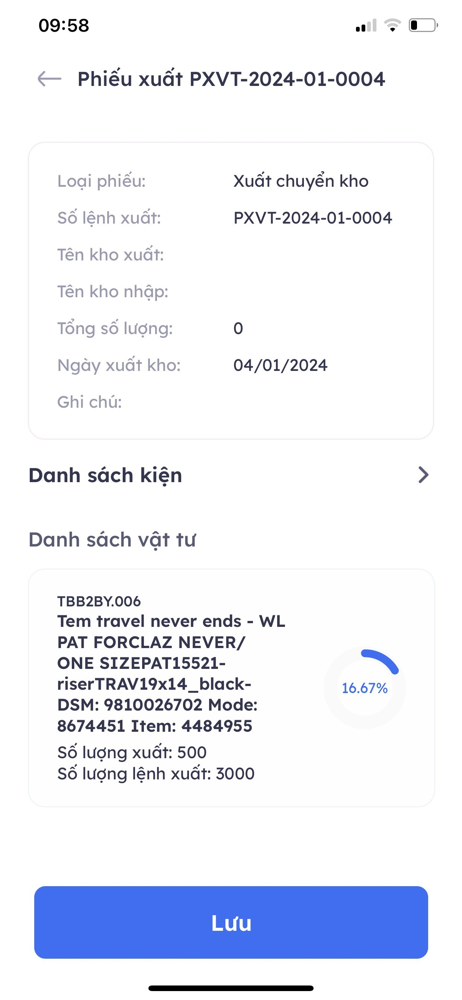 09:58
Phiếu xuất PXVT-2024-01-0004
Loại phiếu: Xuất chuyển kho
Số lệnh xuất: PXVT-2024-01-0004
Tên kho xuất:
Tên kho nhập:
Tổng số lượng: 0
Ngày xuất kho: 04/01/2024
Ghi chú:
Danh sách kiện
Danh sách vật tư
TBB2BY.006
Tem travel never ends - WL
PAT FORCLAZ NEVER/
ONE SIZEPAT15521-
riserTRAV19x14_black-
DSM: 9810026702 Mode:
8674451 Item: 4484955
16.67%
Số lượng xuất: 500
Số lượng lệnh xuất: 3000
Lưu